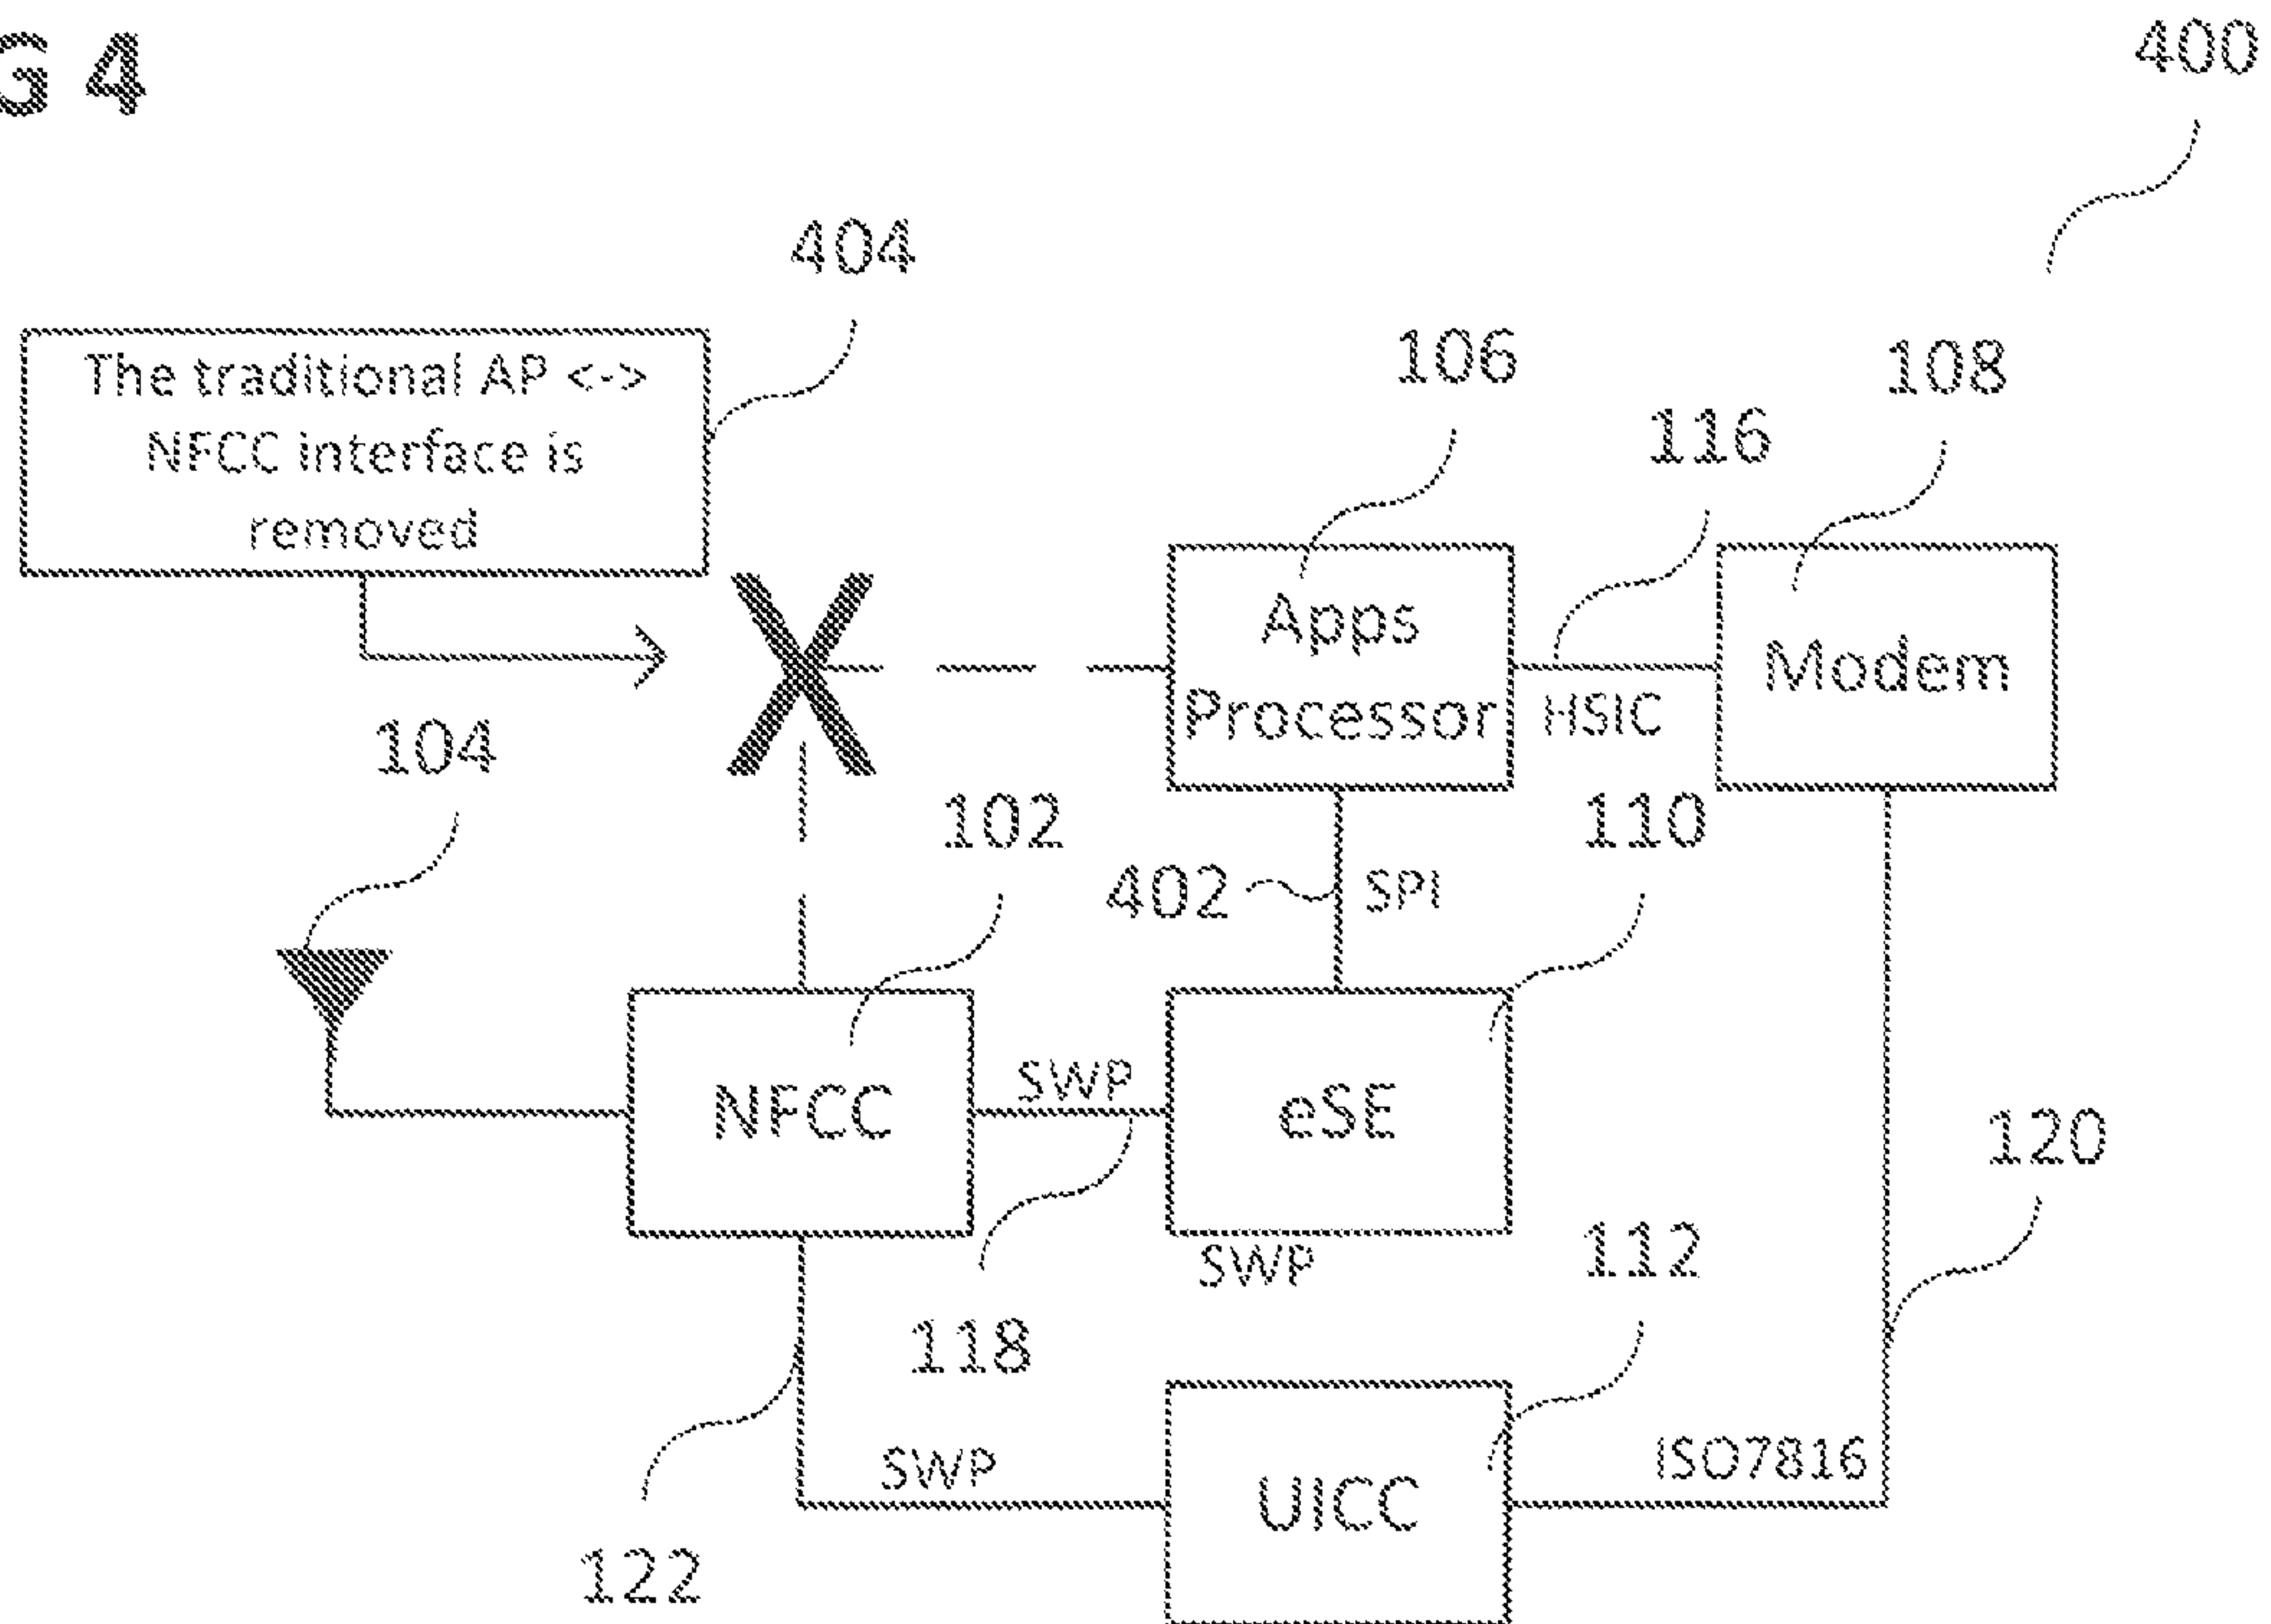 G 4
400
404
The traditional AP <->
NFCC interface is
removed
106
108
116
Apps
Processor
HSIC
Modem
104
102
110
402
SPI
NFCC
SWP
eSE
120
SWP
112
118
SWP
UICC
ISO7816
122